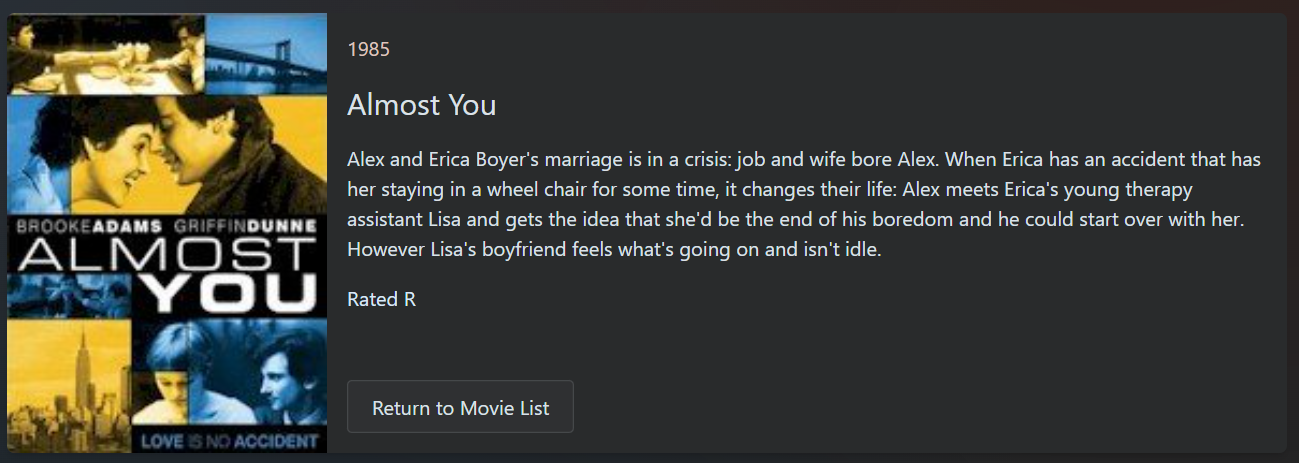 1985
Almost You
Alex and Erica Boyer's marriage is in a crisis: job and wife bore Alex. When Erica has an accident that has
her staying in a wheel chair for some time, it changes their life: Alex meets Erica's young therapy
assistant Lisa and gets the idea that she'd be the end of his boredom and he could start over with her.
However Lisa's boyfriend feels what's going on and isn't idle.
Rated R
Return to Movie List
BROOKEADAMS GRIFFINDUNNE
ALMOST
YOU
LOVE IS NO ACCIDENT